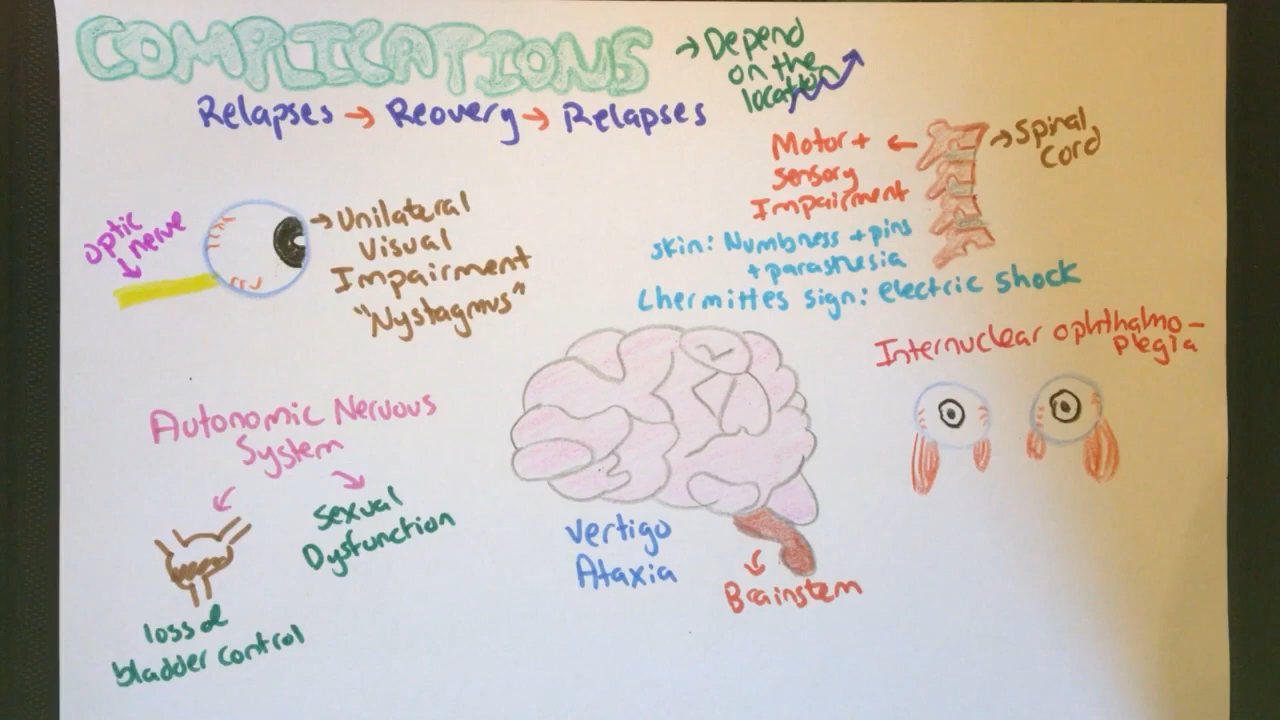 COMPLICATIONS
→ Depend
on the
location
Relapses → Reovery → Relapses
Motor +
sensory
Impairment
→ Spinal
Cord
skin: Numbness + pins
+ parasthesia
Lhermittes sign: electric shock
optic
nerve
→ Unilateral
Visual
Impairment
"Nystagmus"
Internuclear ophthalmo-
plegia
Autonomic Nervous
System
Sexual
Dysfunction
loss of
bladder control
Vertigo
Ataxia
Brainstem